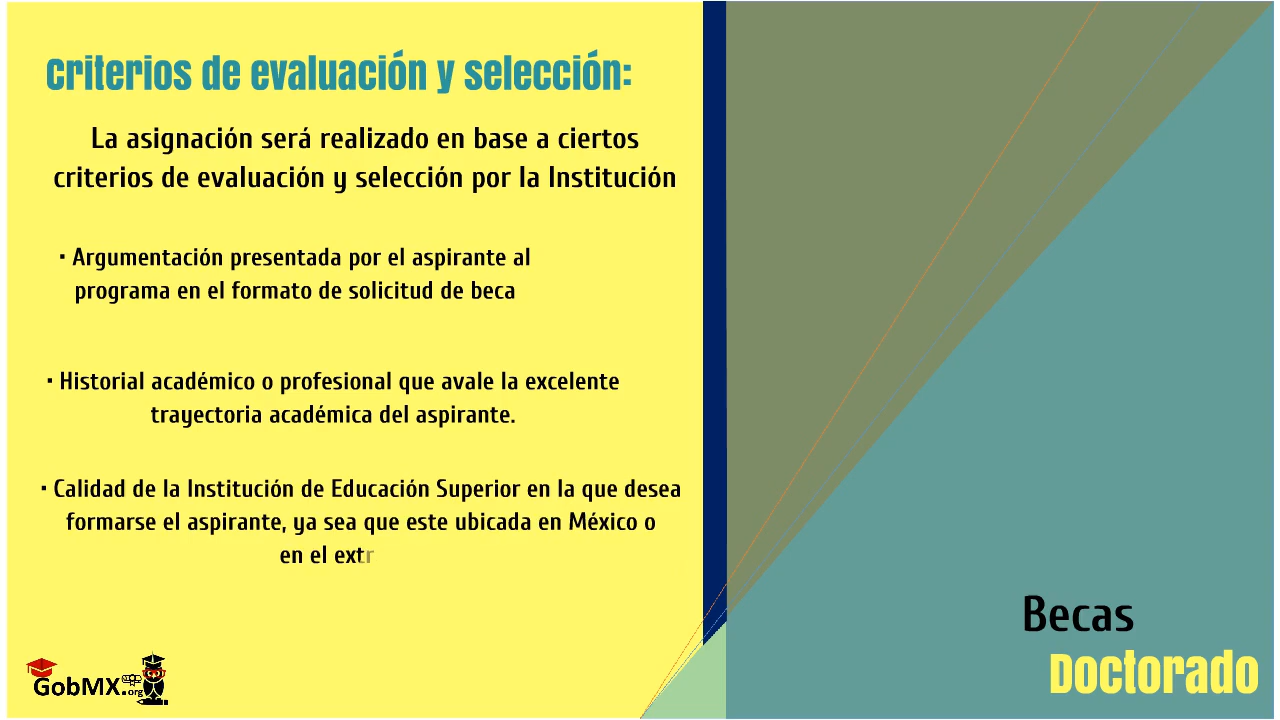 Criterios de evaluación y selección:
La asignación será realizado en base a ciertos
criterios de evaluación y selección por la Institución
· Argumentación presentada por el aspirante al
programa en el formato de solicitud de beca
· Historial académico o profesional que avale la excelente
trayectoria académica del aspirante.
· Calidad de la Institución de Educación Superior en la que desea
formarse el aspirante, ya sea que este ubicada en México o
en el extr
Becas
Doctorado
GobMX.org